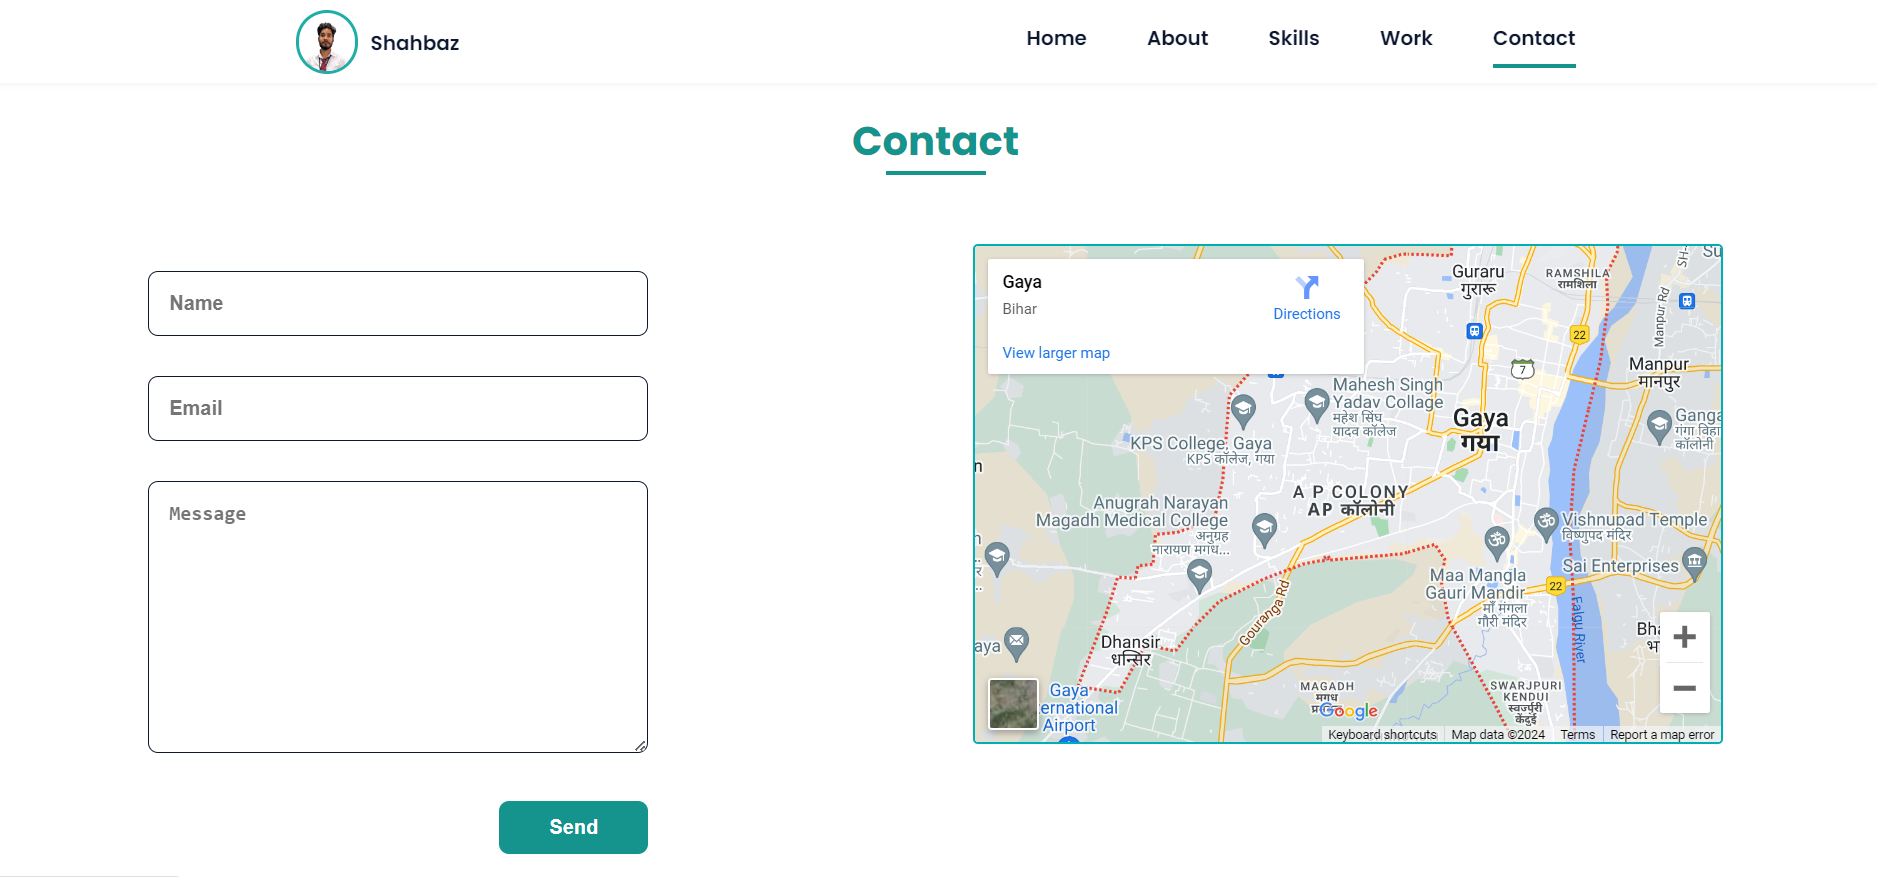 Shahbaz
Home
About
Skills
Work
Contact
Contact
Name
Email
Message
Send
Gaya
Bihar
Directions
View larger map
Guraru
गुरारू
RAMSHILA
रामशिला
SH-
Su
Manpur Rd
22
7
Manpur
मानपुर
Mahesh Singh
Yadav Collage
महेश सिंघ
यादव कॉलेज
Gaya
गया
Ganga
गंगा विहा
कॉलोनी
KPS College, Gaya
KPS कॉलेज, गया
n
A P COLONY
AP कॉलोनी
Anugrah Narayan
Magadh Medical College
अनुग्रह
नारायण मगध...
Vishnupad Temple
विष्णुपद मंदिर
Sai Enterprises
Maa Mangla
Gauri Mandir
माँ मंगला
गौरी मंदिर
22
Gouranga Rd
Falgu River
Dhansir
धन्सिर
aya
Bha
भ
Gaya
ernational
Airport
MAGADH
मगध
Google
SWARJPURI
KENDUI
स्वर्जपुरी
केंदुई
Keyboard shortcuts
Map data ©2024
Terms
Report a map error